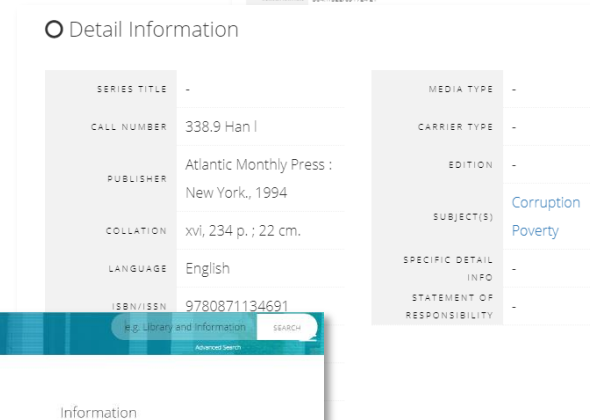 Detail Information
SERIES TITLE -
CALL NUMBER 338.9 Han l
PUBLISHER Atlantic Monthly Press :
New York., 1994
COLLATION xvi, 234 p. ; 22 cm.
LANGUAGE English
ISBN/ISSN 9780871134691
MEDIA TYPE -
CARRIER TYPE -
EDITION -
SUBJECT(S) Corruption
Poverty
SPECIFIC DETAIL
INFO -
STATEMENT OF
RESPONSIBILITY -
e.g. Library and Information SEARCH
Advanced Search
Information